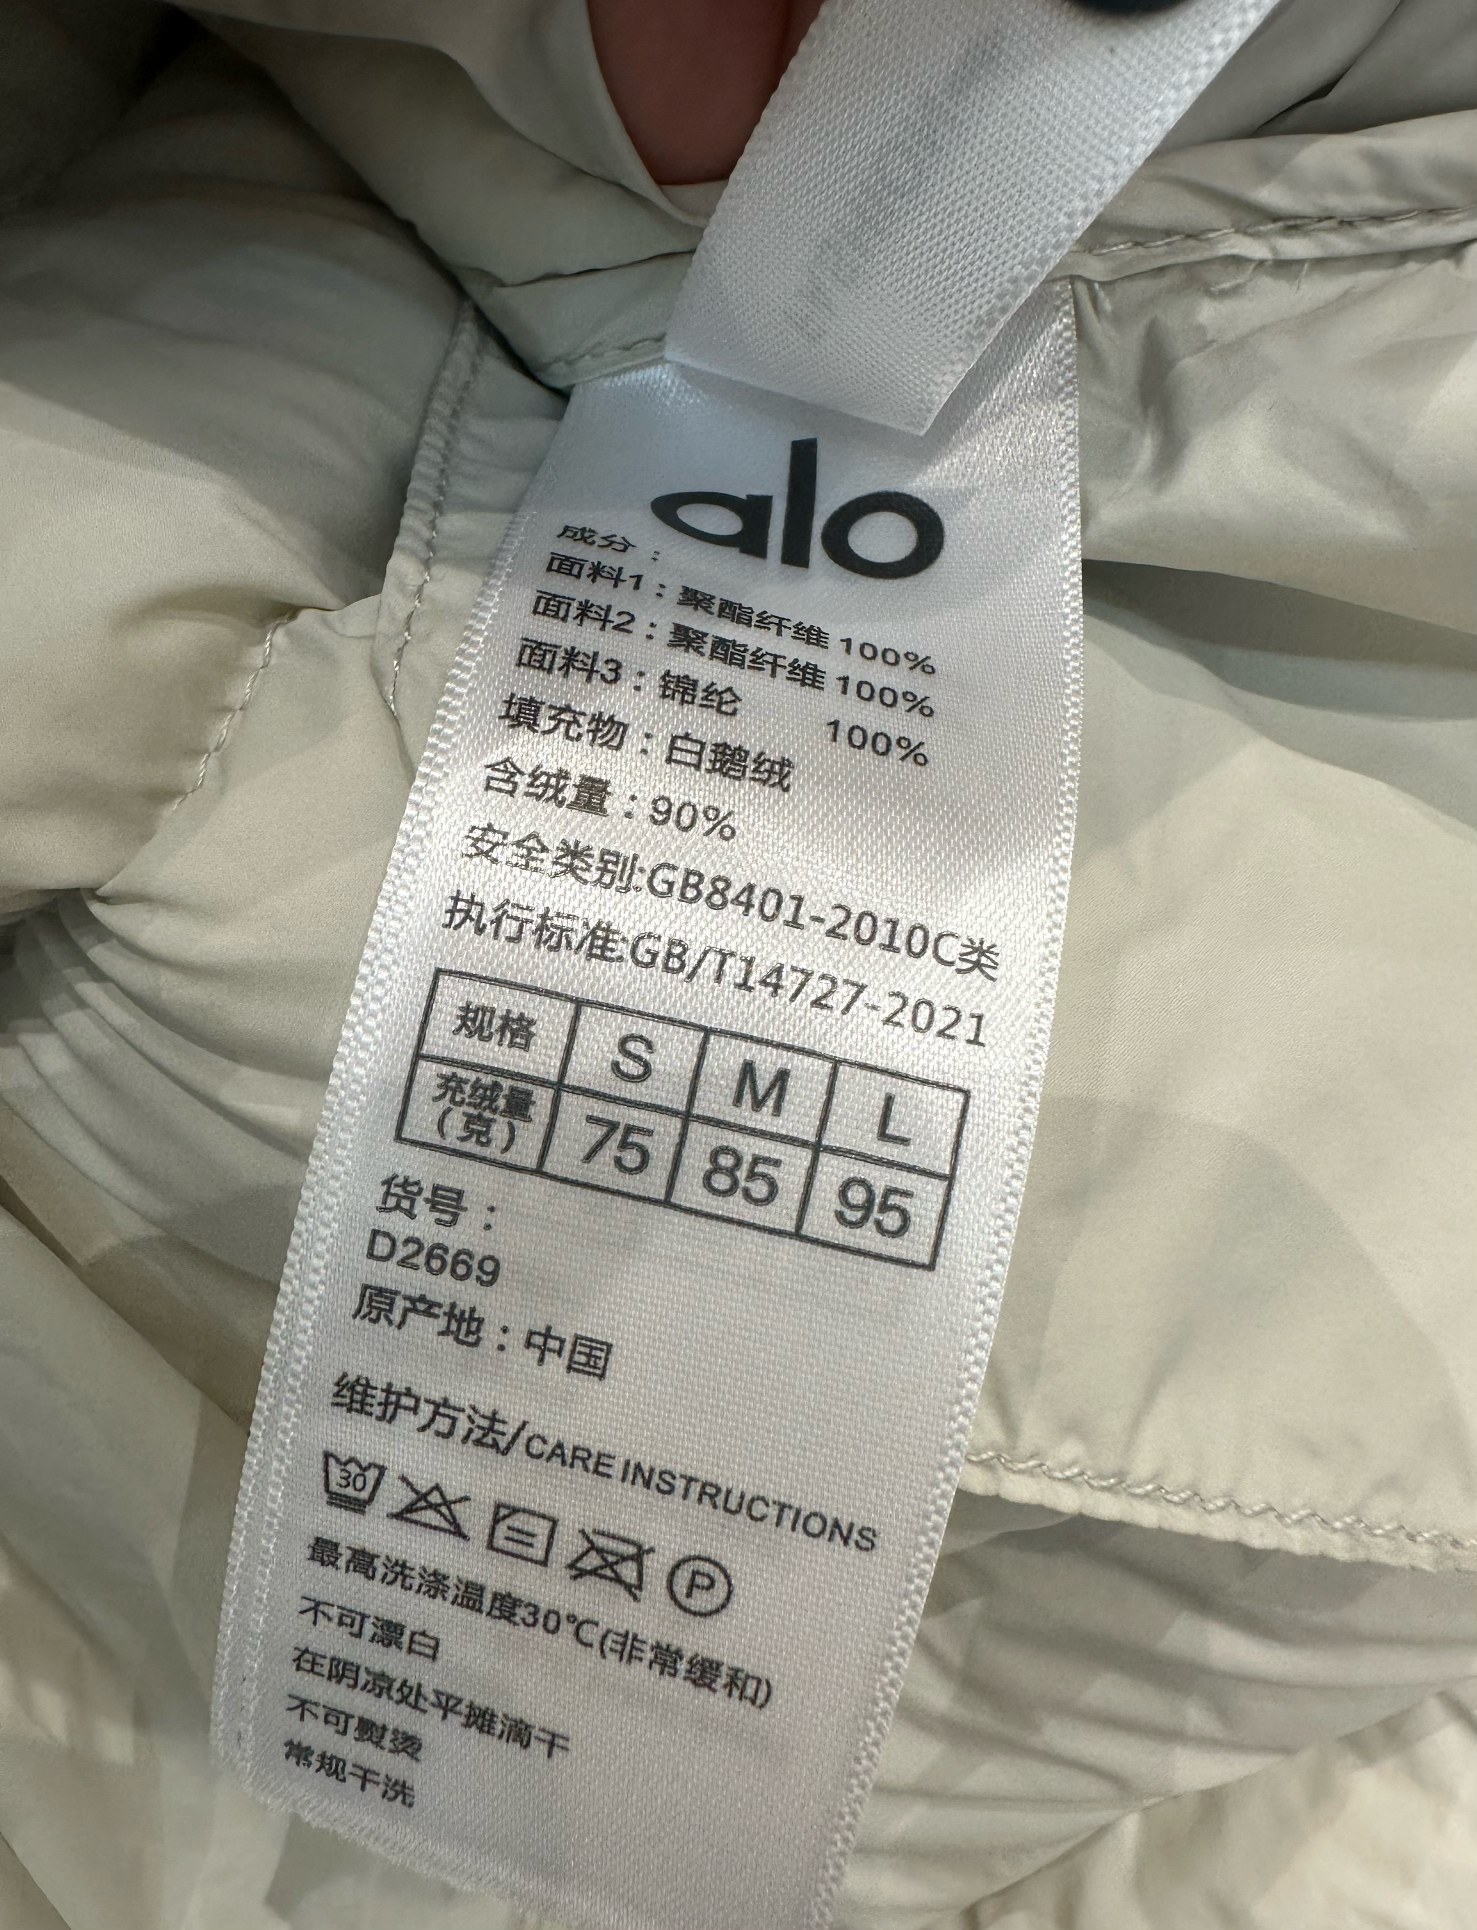 alo
成分：
面料1：聚酯纤维 100%
面料2：聚酯纤维 100%
面料3：锦纶 100%
填充物：白鹅绒
含绒量：90%
安全类别:GB8401-2010C类
执行标准:GB/T14727-2021
规格 S M L
充绒量（克） 75 85 95
货号：
D2669
原产地：中国
维护方法/CARE INSTRUCTIONS
30 P
最高洗涤温度30℃(非常缓和)
不可漂白
在阴凉处平摊滴干
不可熨烫
常规干洗